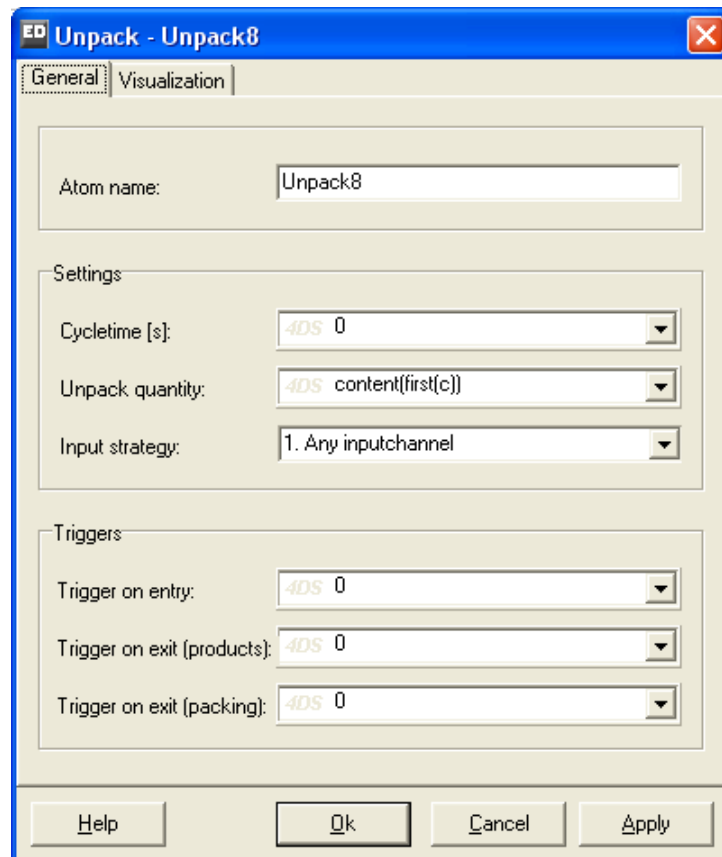 ED Unpack - Unpack8
General Visualization
Atom name: Unpack8
Settings
Cycletime [s]: 4DS 0
Unpack quantity: 4DS content(first(c))
Input strategy: 1. Any inputchannel
Triggers
Trigger on entry: 4DS 0
Trigger on exit (products): 4DS 0
Trigger on exit (packing): 4DS 0
Help Ok Cancel Apply